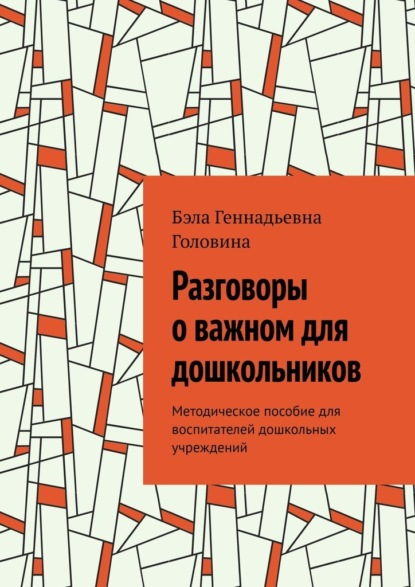 Бэла Геннадьевна
Головина
Разговоры
о важном для
дошкольников
Методическое пособие для
воспитателей дошкольных
учреждений